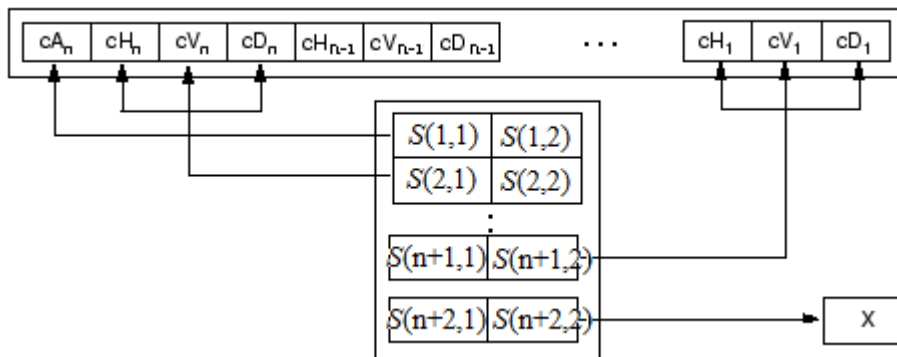 cAₙ cHₙ cVₙ cDₙ cHₙ₋₁ cVₙ₋₁ cDₙ₋₁ ... cH₁ cV₁ cD₁
S(1,1) S(1,2)
S(2,1) S(2,2)
:
S(n+1,1) S(n+1,2)
S(n+2,1) S(n+2,2) X